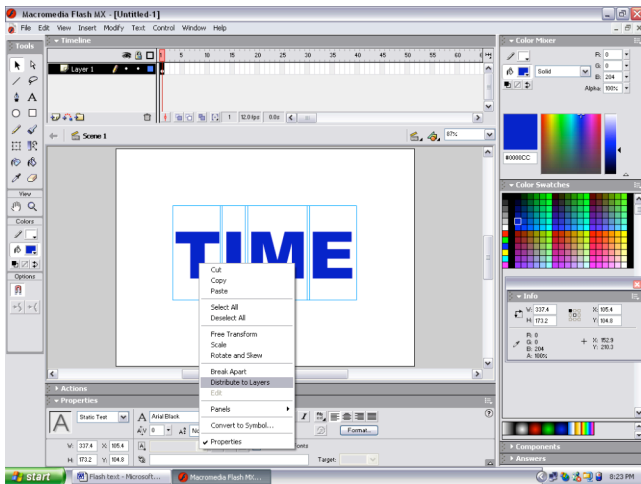 Macromedia Flash MX - [Untitled-1]
File Edit View Insert Modify Text Control Window Help
Tools
View
Colors
Options
Timeline
5 10 15 20 25 30 35 40 45 50 55 60
Layer 1
1 12.0 fps 0.0s
Scene 1
87%
TIME
Cut
Copy
Paste
Select All
Deselect All
Free Transform
Scale
Rotate and Skew
Break Apart
Distribute to Layers
Edit
Panels
Convert to Symbol...
Properties
Actions
Properties
Static Text
A Arial Black
A 0
Format...
W: 337.4 X: 105.4
H: 173.2 Y: 104.8
Target:
Color Mixer
R: 0
Solid
G: 0
B: 204
Alpha: 100%
#0000CC
Color Swatches
Info
W: 337.4 X: 105.4
H: 173.2 Y: 104.8
R: 0
G: 0
B: 204
A: 100%
X: 152.9
Y: 210.3
Components
Answers
start
Flash text - Microsoft...
Macromedia Flash MX...
8:23 PM